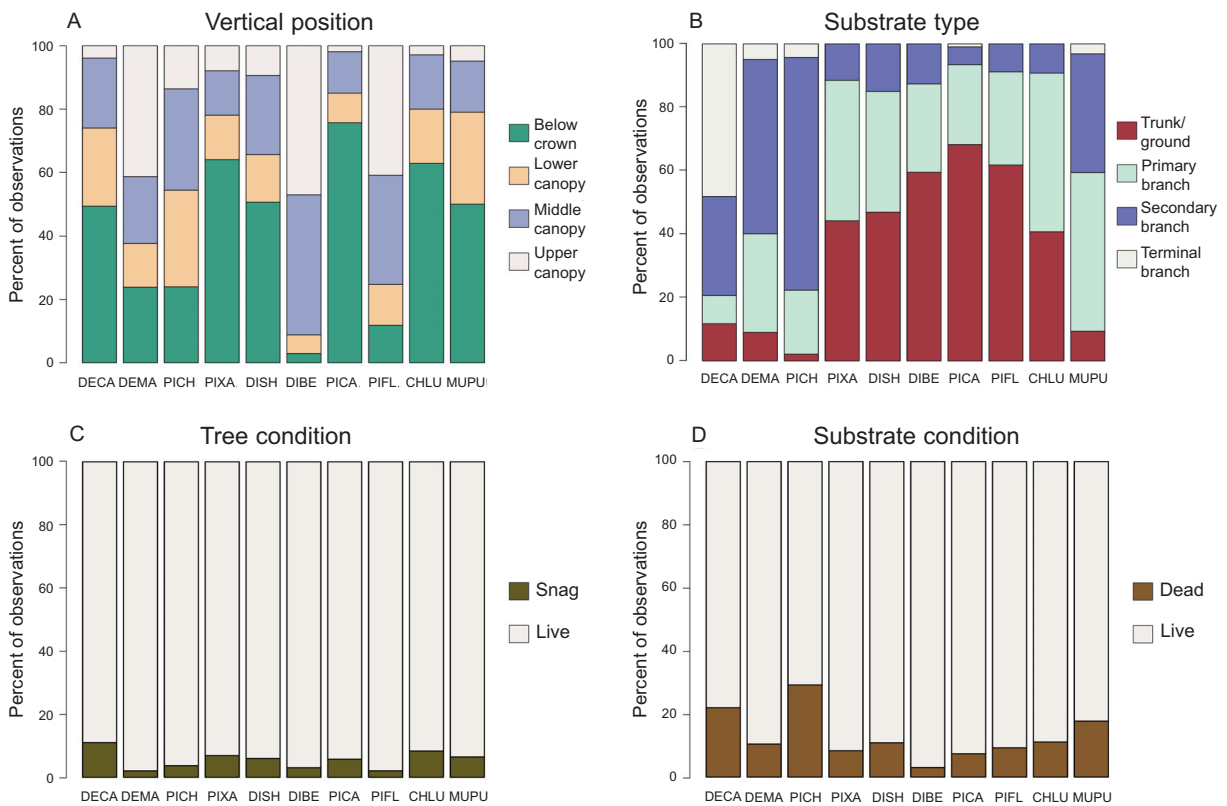 A Vertical position
Percent of observations
100
80
60
40
20
0
DECA DEMA PICH PIXA. DISH DIBE PICA. PIFL. CHLU MUPU
Below
crown
Lower
canopy
Middle
canopy
Upper
canopy
B Substrate type
Percent of observations
100
80
60
40
20
0
DECA DEMA PICH PIXA DISH DIBE PICA PIFL CHLU MUPU
Trunk/
ground
Primary
branch
Secondary
branch
Terminal
branch
C Tree condition
Percent of observations
100
80
60
40
20
0
DECA DEMA PICH PIXA DISH DIBE PICA PIFL CHLU MUPU
Snag
Live
D Substrate condition
Percent of observations
100
80
60
40
20
0
DECA DEMA PICH PIXA DISH DIBE PICA PIFL CHLU MUPU
Dead
Live